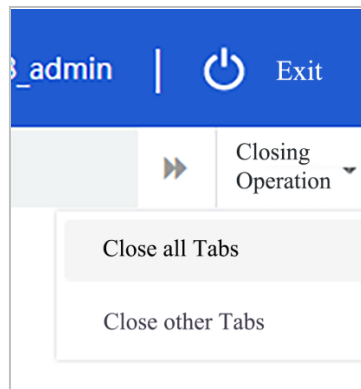 _admin | Exit
Closing
Operation
Close all Tabs
Close other Tabs